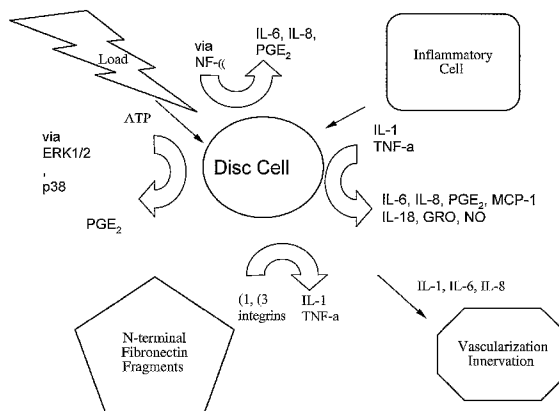 Load
via
NF-((
IL-6, IL-8,
PGE2
Inflammatory
Cell
ATP
IL-1
TNF-a
via
ERK1/2
,
p38
Disc Cell
PGE2
IL-6, IL-8, PGE2, MCP-1
IL-18, GRO, NO
(1, (3
integrins
IL-1
TNF-a
IL-1, IL-6, IL-8
N-terminal
Fibronectin
Fragments
Vascularization
Innervation